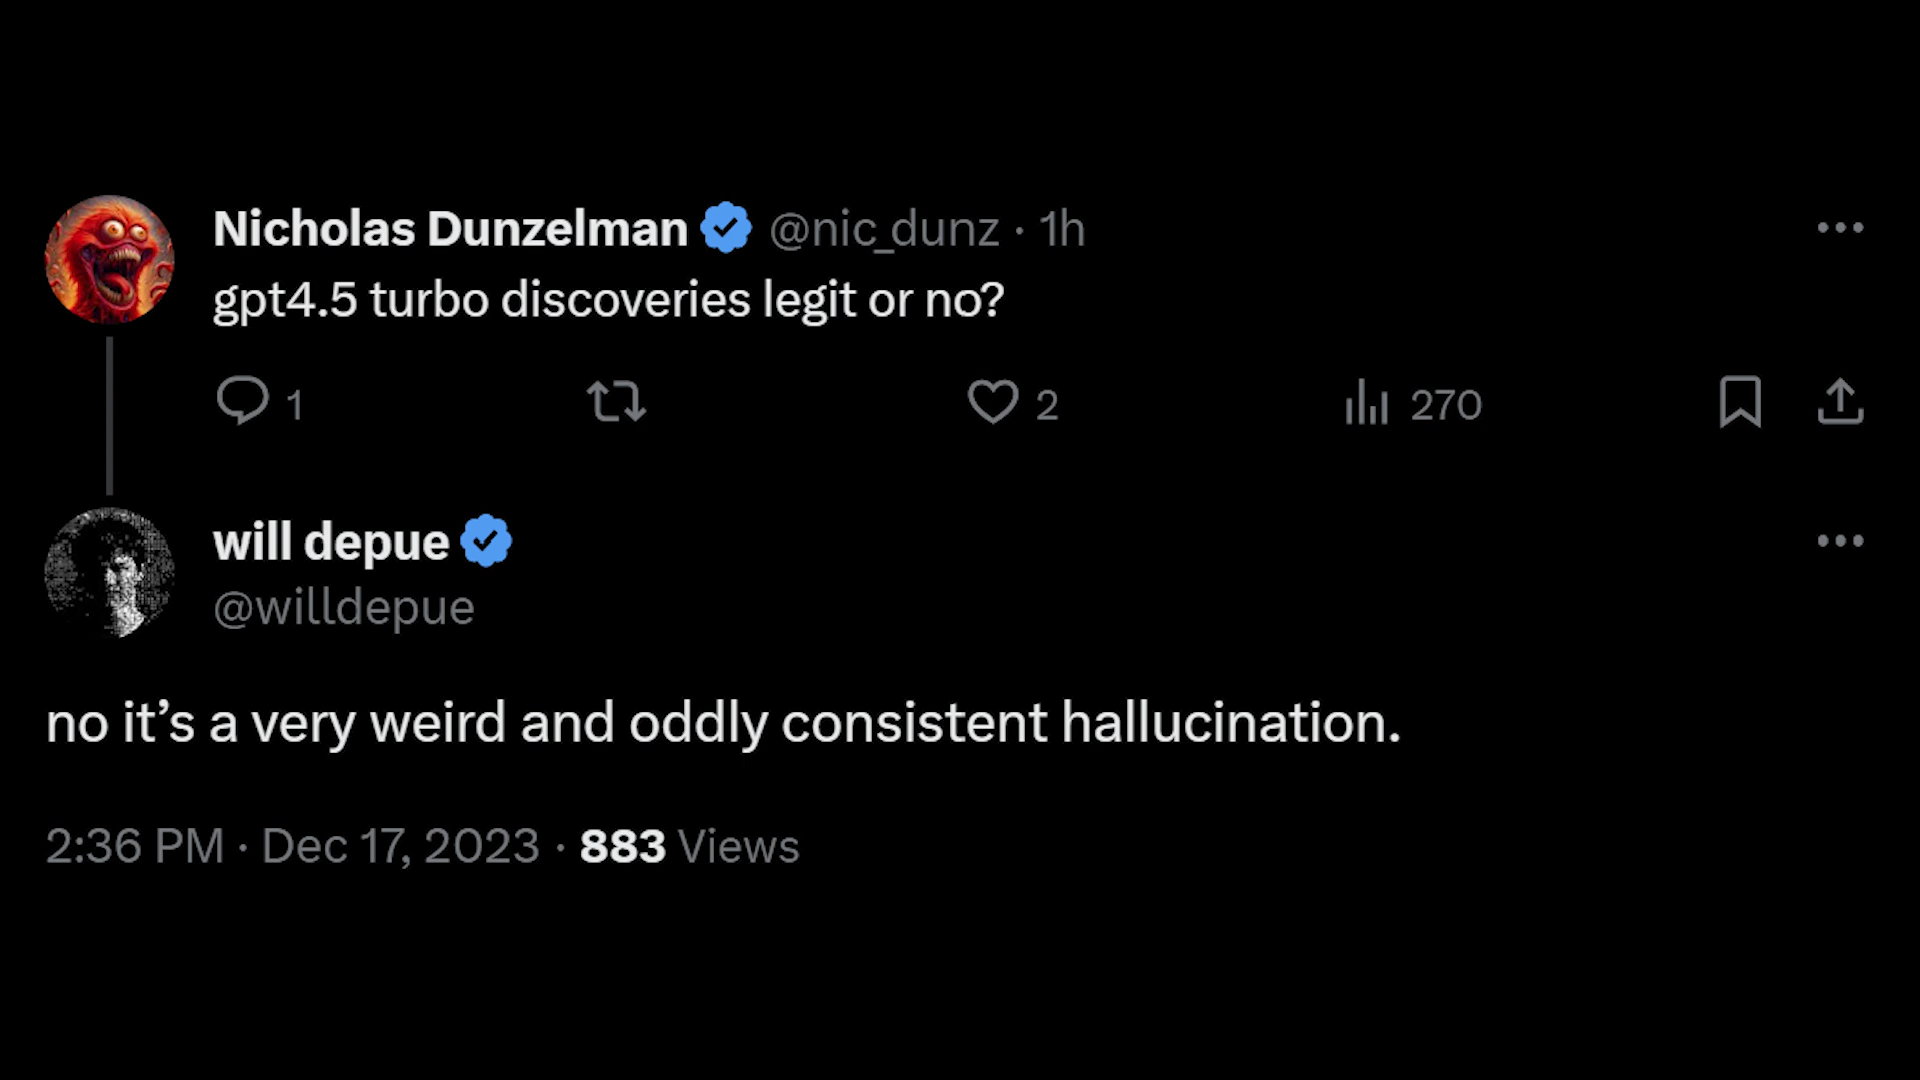 Nicholas Dunzelman @nic_dunz · 1h
gpt4.5 turbo discoveries legit or no?
1 2 270
will depue
@willdepue
no it’s a very weird and oddly consistent hallucination.
2:36 PM · Dec 17, 2023 · 883 Views